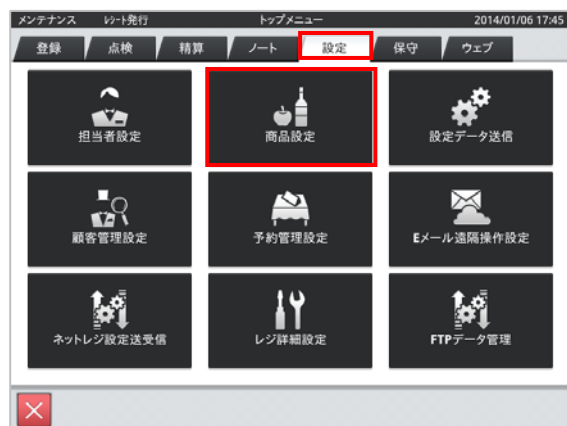 メンテナンス ﾚｼｰﾄ発行 トップメニュー 2014/01/06 17:45
登録 点検 精算 ノート 設定 保守 ウェブ
担当者設定 商品設定 設定データ送信
顧客管理設定 予約管理設定 Eメール遠隔操作設定
ネットレジ設定送受信 レジ詳細設定 FTPデータ管理